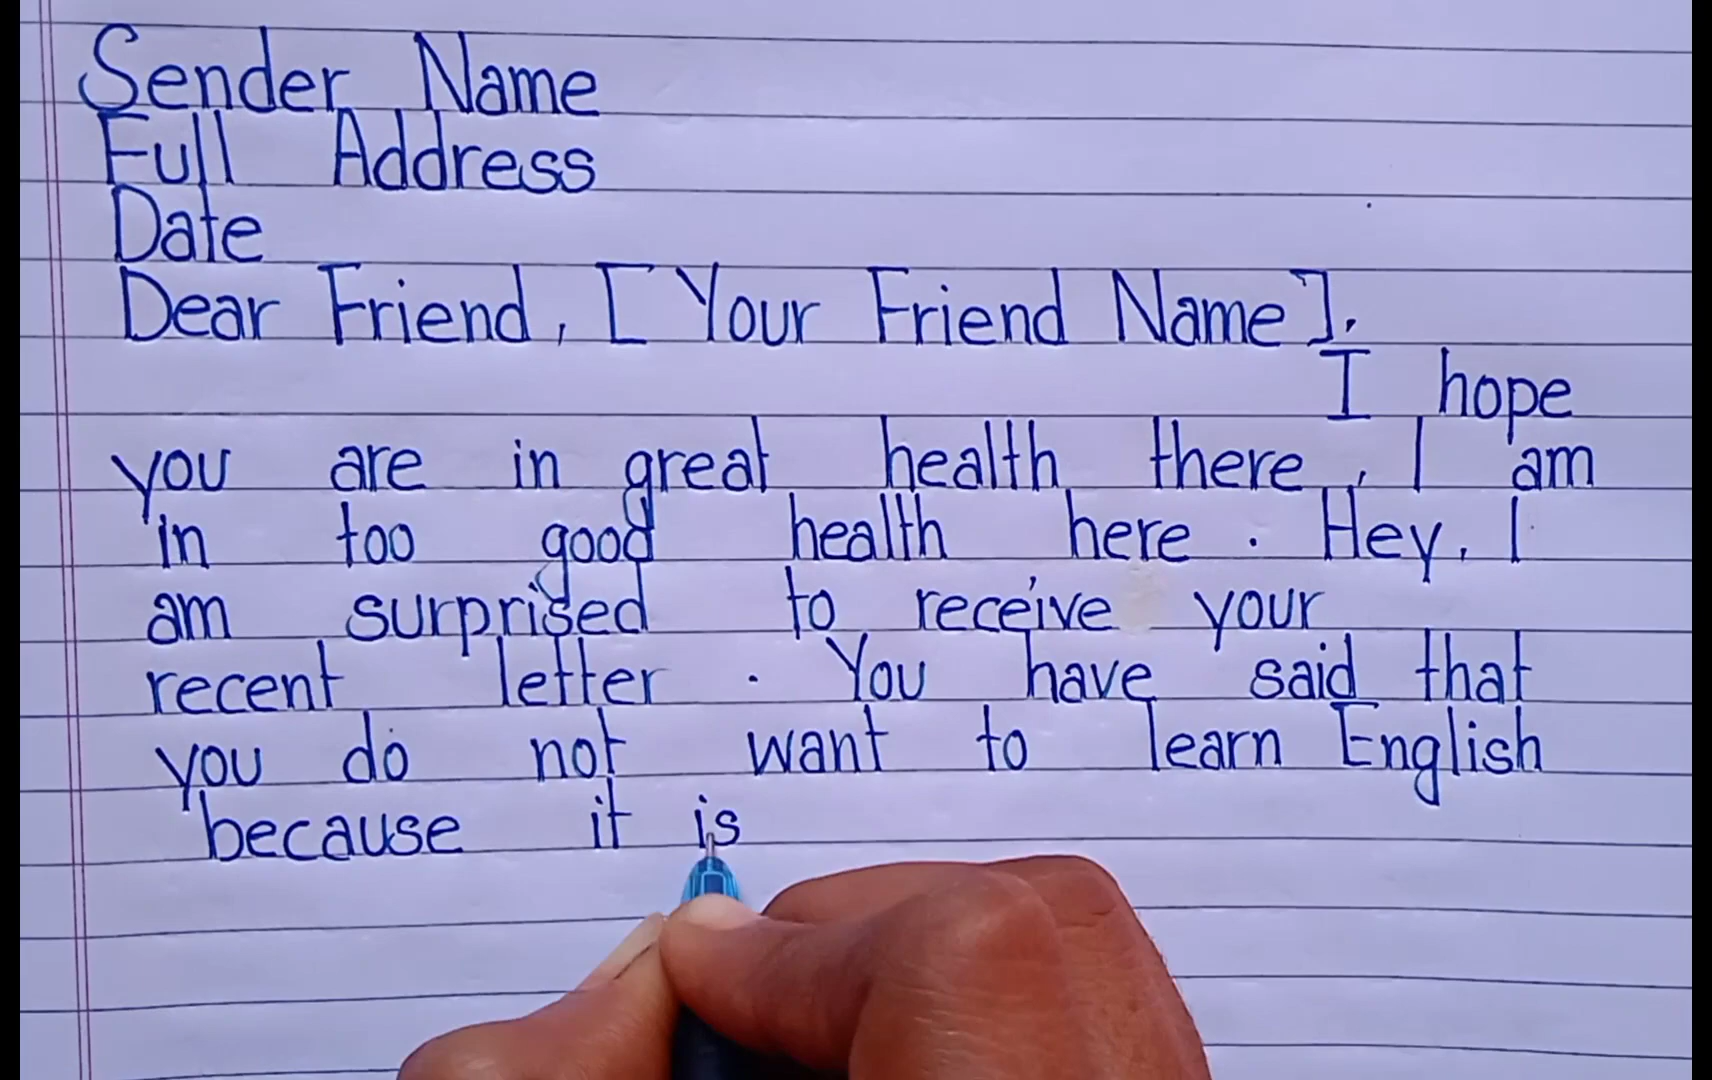 Sender Name
Full Address
Date
Dear Friend, [Your Friend Name],
I hope
you are in great health there, I am
in too good health here. Hey, I
am surprised to receive your
recent letter. You have said that
you do not want to learn English
because it is